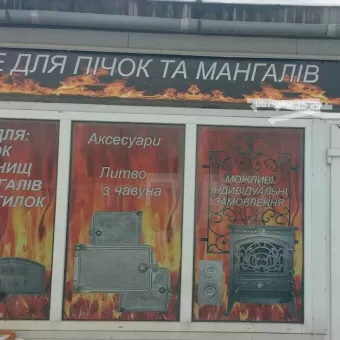 Е ДЛЯ ПІЧОК ТА МАНГАЛІВ
ДЛЯ:
ОК
НИЩ
ГАЛІВ
ТИЛОК
Аксесуари
Литво
з чавуна
МОЖЛИВІ
ІНДИВІДУАЛЬНІ
ЗАМОВЛЕННЯ